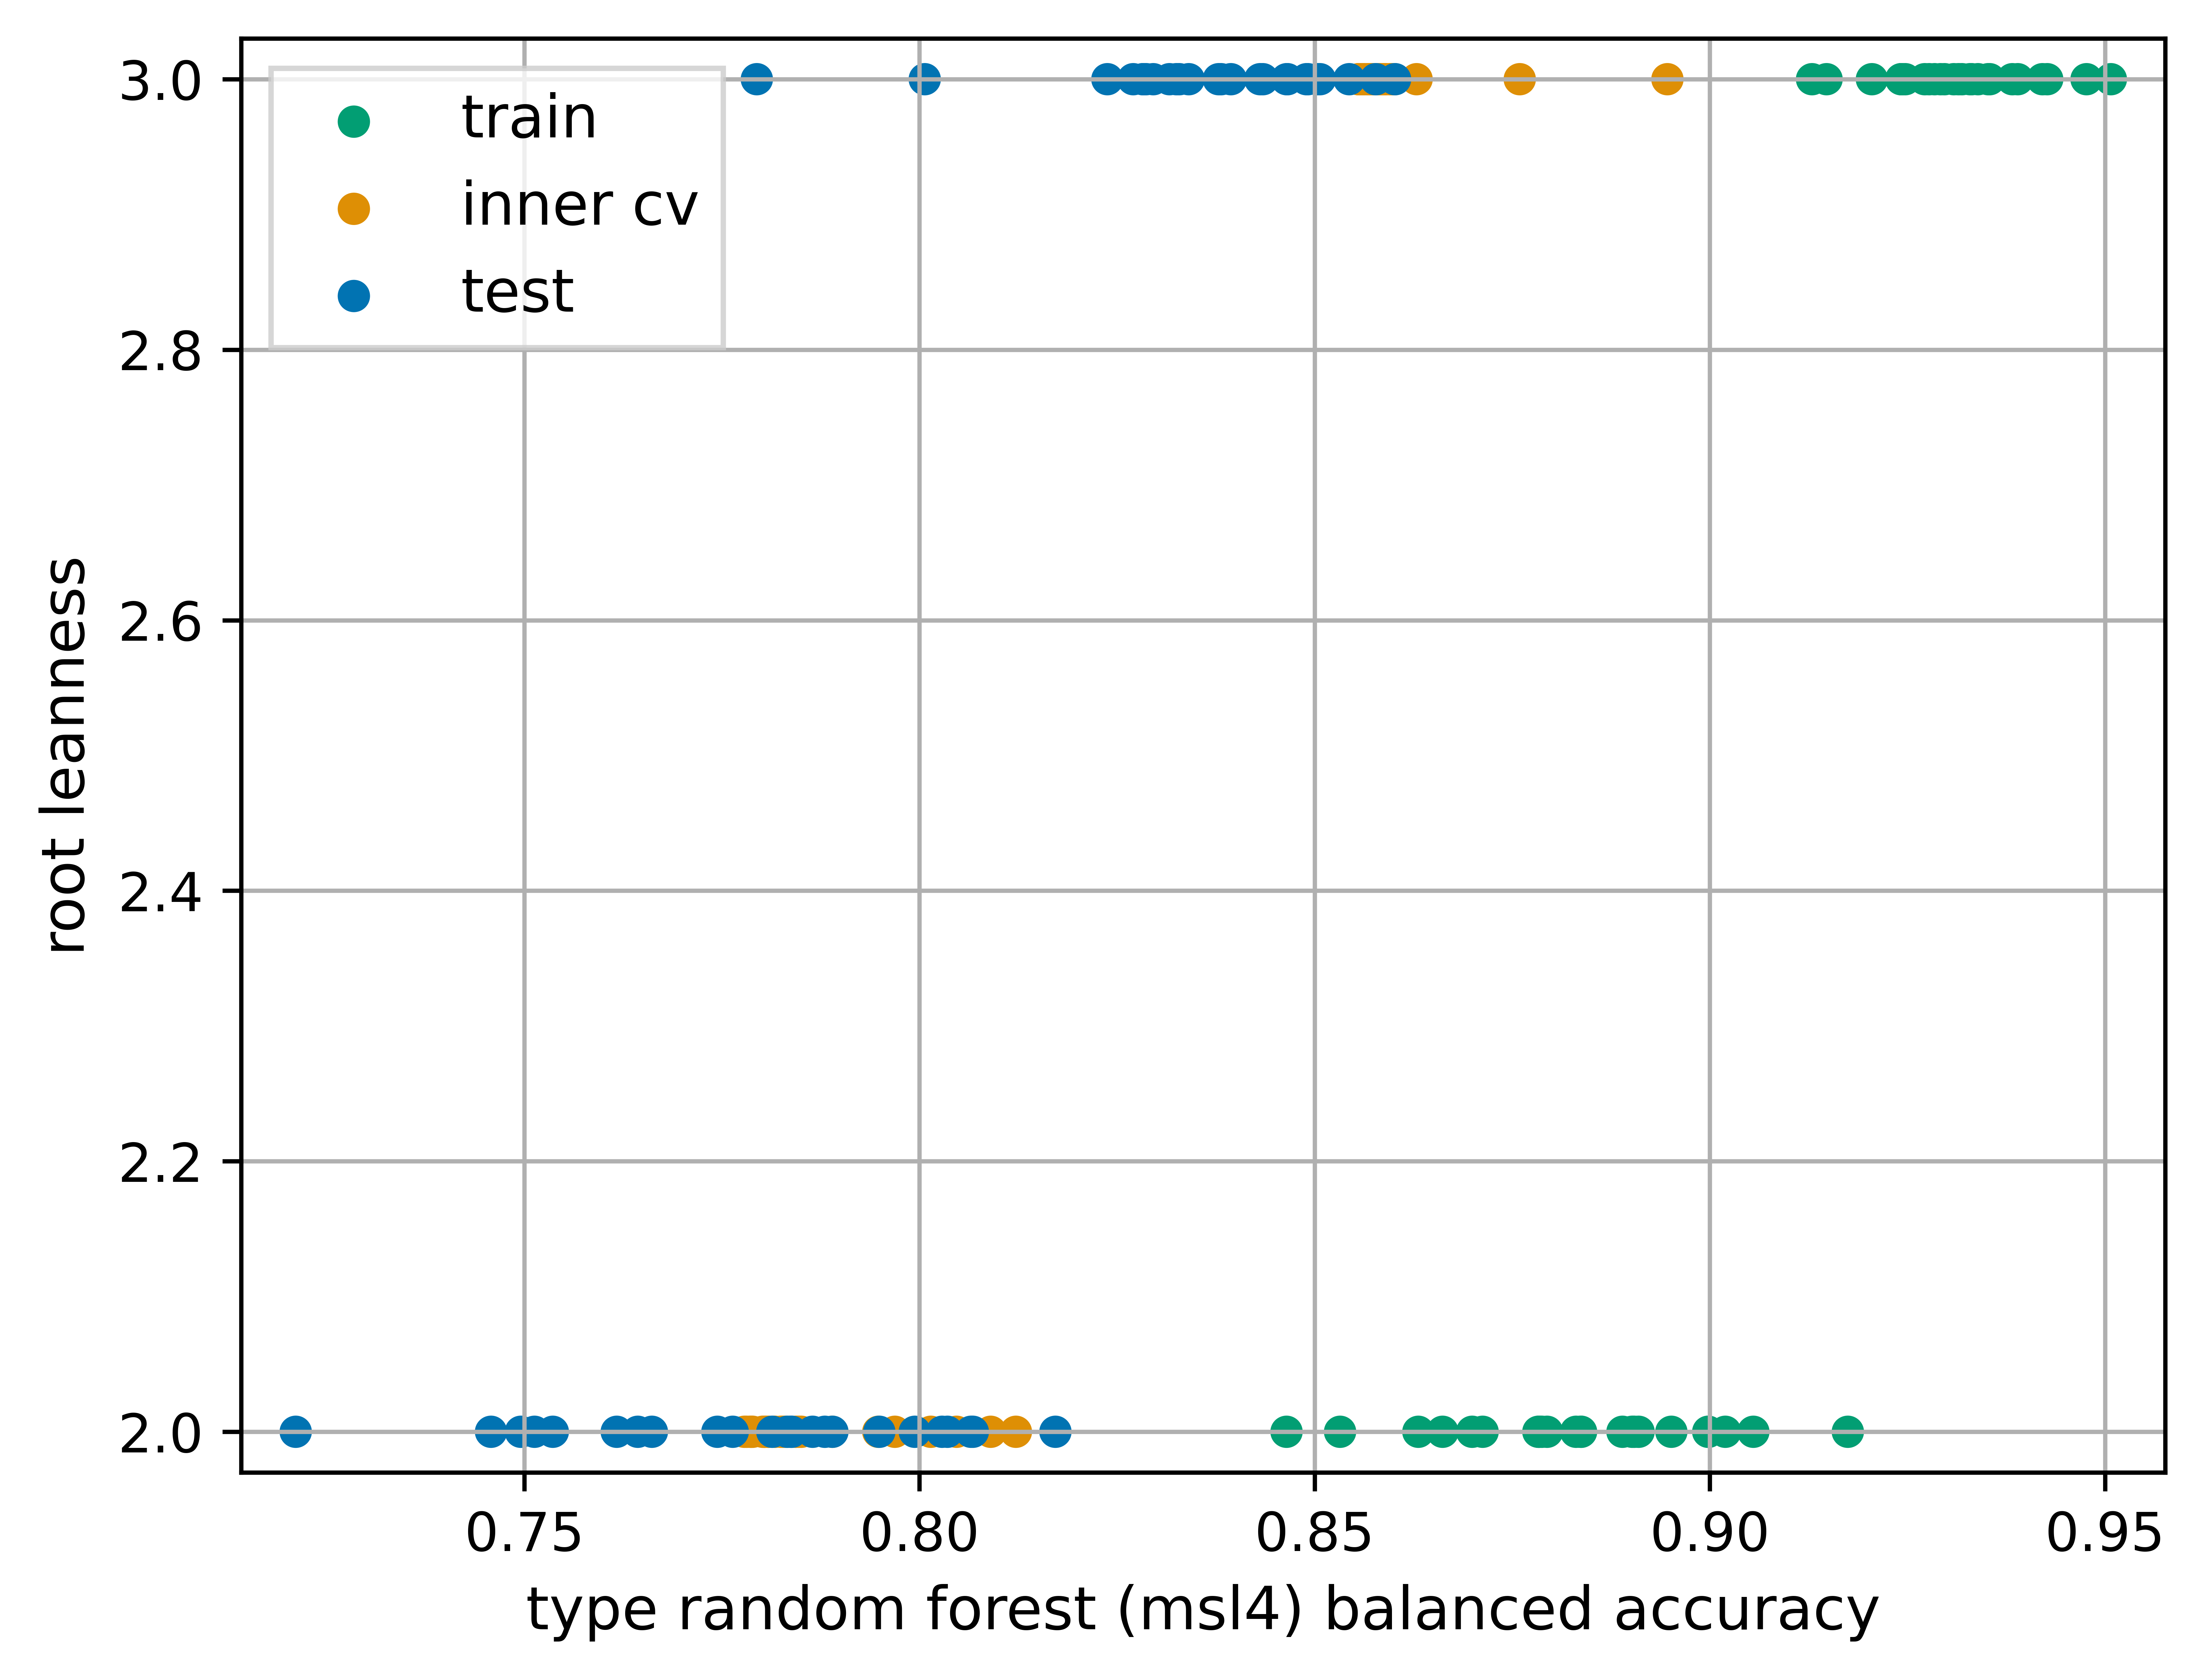 3.0
2.8
2.6
2.4
2.2
2.0
root leanness
train
inner cv
test
0.75 0.80 0.85 0.90 0.95
type random forest (msl4) balanced accuracy